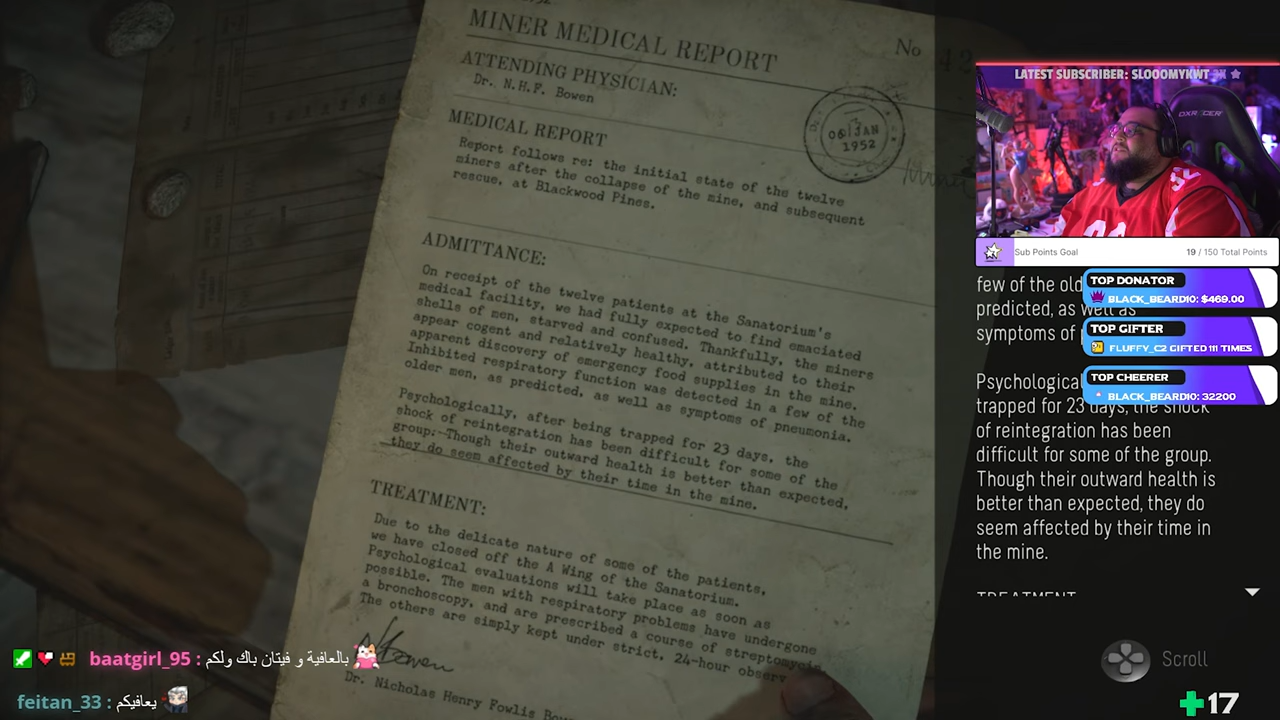 MINER MEDICAL REPORT
No 42
ATTENDING PHYSICIAN:
Dr. N.H.F. Bowen
MEDICAL REPORT
06 JAN
1952
Report follows re: the initial state of the twelve
miners after the collapse of the mine, and subsequent
rescue, at Blackwood Pines.
ADMITTANCE:
On receipt of the twelve patients at the Sanatorium's
medical facility, we had fully expected to find emaciated
shells of men, starved and confused. Thankfully, the miners
appear cogent and relatively healthy, attributed to their
apparent discovery of emergency food supplies in the mine.
Inhibited respiratory function was detected in a few of the
older men, as predicted, as well as symptoms of pneumonia.
Psychologically, after being trapped for 23 days, the
shock of reintegration has been difficult for some of the
group. Though their outward health is better than expected,
they do seem affected by their time in the mine.
TREATMENT:
Due to the delicate nature of some of the patients,
we have closed off the A Wing of the Sanatorium.
Psychological evaluations will take place as soon as
possible. The men with respiratory problems have undergone
a bronchoscopy, and are prescribed a course of streptomycin
The others are simply kept under strict, 24-hour observ
Dr. Nicholas Henry Fowlis Bow
LATEST SUBSCRIBER: SLOOOMYKWT
DXRACER
Sub Points Goal 19 / 150 Total Points
few of the old
predicted, as well as
symptoms of
TOP DONATOR
BLACK_BEARD10: $469.00
TOP GIFTER
FLUFFY_C2 GIFTED 111 TIMES
TOP CHEERER
BLACK_BEARD10: 32200
Psychological
trapped for 23 days, the shock
of reintegration has been
difficult for some of the group.
Though their outward health is
better than expected, they do
seem affected by their time in
the mine.
TREATMENT
Scroll
17
baatgirl_95 : بالعافية و فيتان باك ولكم
feitan_33 : يعافيكم